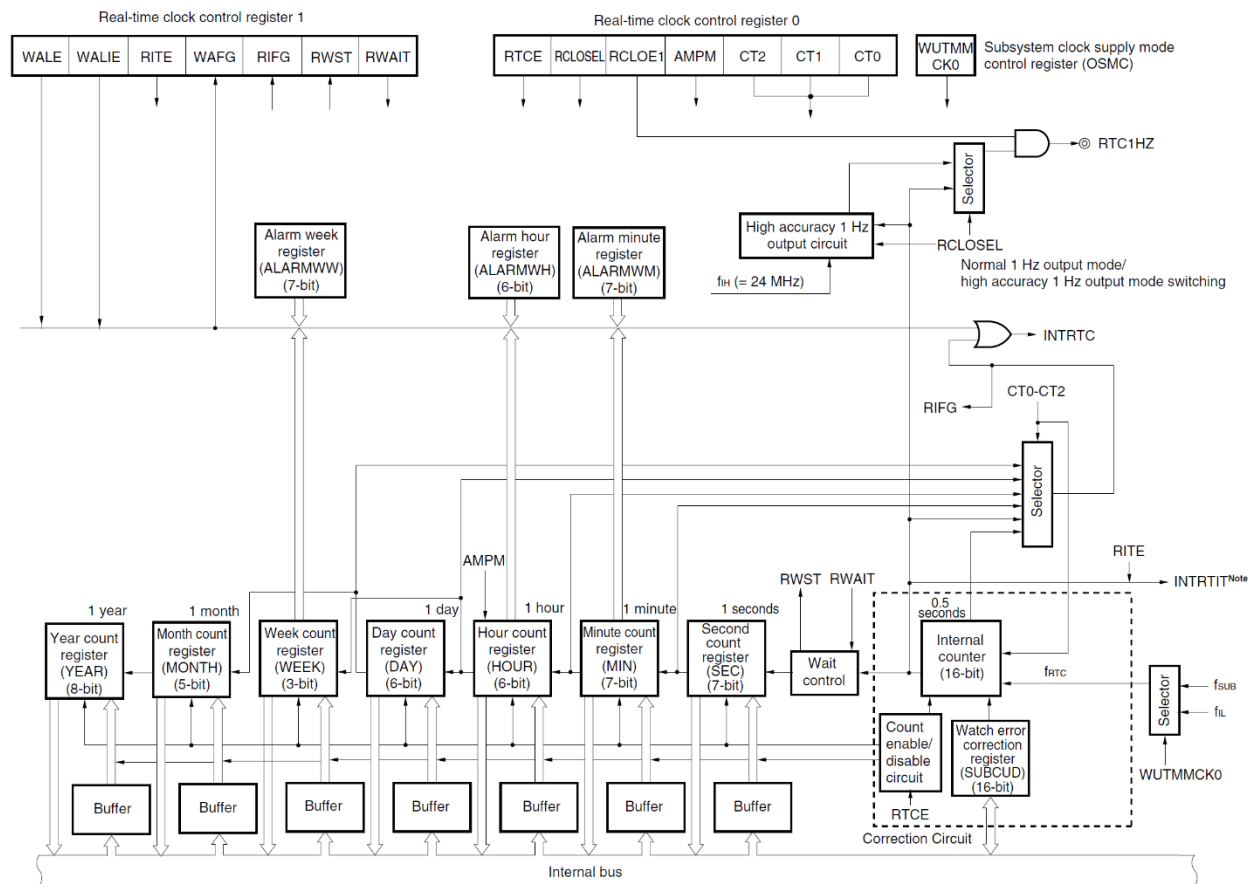 Real-time clock control register 1
Real-time clock control register 0
WALE WALIE RITE WAFG RIFG RWST RWAIT
RTCE RCLOSEL RCLOE1 AMPM CT2 CT1 CT0
WUTMM
CK0
Subsystem clock supply mode
control register (OSMC)
RTC1HZ
Selector
High accuracy 1 Hz
output circuit
RCLOSEL
Normal 1 Hz output mode/
high accuracy 1 Hz output mode switching
fIH (= 24 MHz)
Alarm week
register
(ALARMWW)
(7-bit)
Alarm hour
register
(ALARMWH)
(6-bit)
Alarm minute
register
(ALARMWM)
(7-bit)
INTRTC
RIFG
CT0-CT2
Selector
RITE
INTRTITNote
AMPM
RWST
RWAIT
1 year
1 month
1 day
1 hour
1 minute
1 seconds
0.5
seconds
Year count
register
(YEAR)
(8-bit)
Month count
register
(MONTH)
(5-bit)
Week count
register
(WEEK)
(3-bit)
Day count
register
(DAY)
(6-bit)
Hour count
register
(HOUR)
(6-bit)
Minute count
register
(MIN)
(7-bit)
Second
count
register
(SEC)
(7-bit)
Wait
control
Internal
counter
(16-bit)
fRTC
Selector
fSUB
fIL
WUTMMCK0
Count
enable/
disable
circuit
Watch error
correction
register
(SUBCUD)
(16-bit)
RTCE
Correction Circuit
Buffer
Buffer
Buffer
Buffer
Buffer
Buffer
Buffer
Internal bus